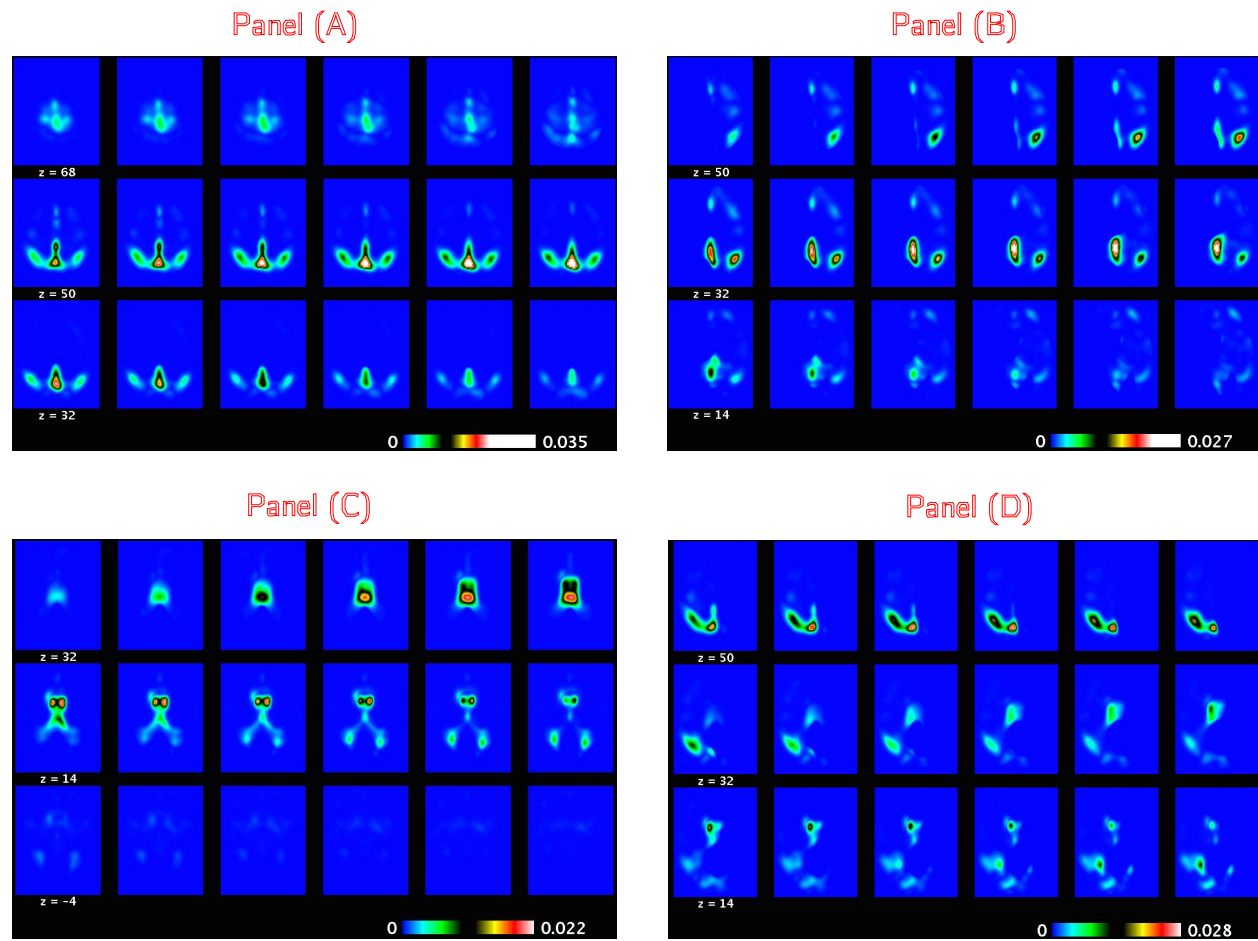 Panel (A)
Panel (B)
z = 68
z = 50
z = 32
0 0.035
z = 50
z = 32
z = 14
0 0.027
Panel (C)
Panel (D)
z = 32
z = 14
z = -4
0 0.022
z = 50
z = 32
z = 14
0 0.028